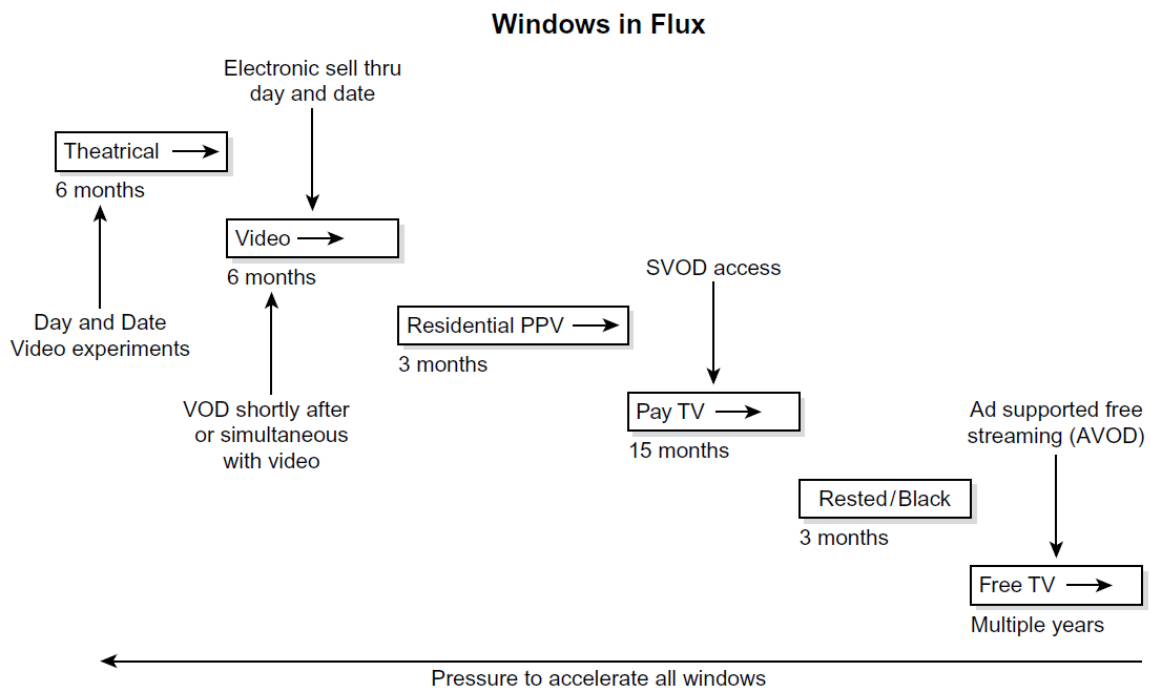 Windows in Flux
Electronic sell thru
day and date
Theatrical
6 months
Video
6 months
Day and Date
Video experiments
SVOD access
Residential PPV
3 months
VOD shortly after
or simultaneous
with video
Pay TV
15 months
Ad supported free
streaming (AVOD)
Rested/Black
3 months
Free TV
Multiple years
Pressure to accelerate all windows